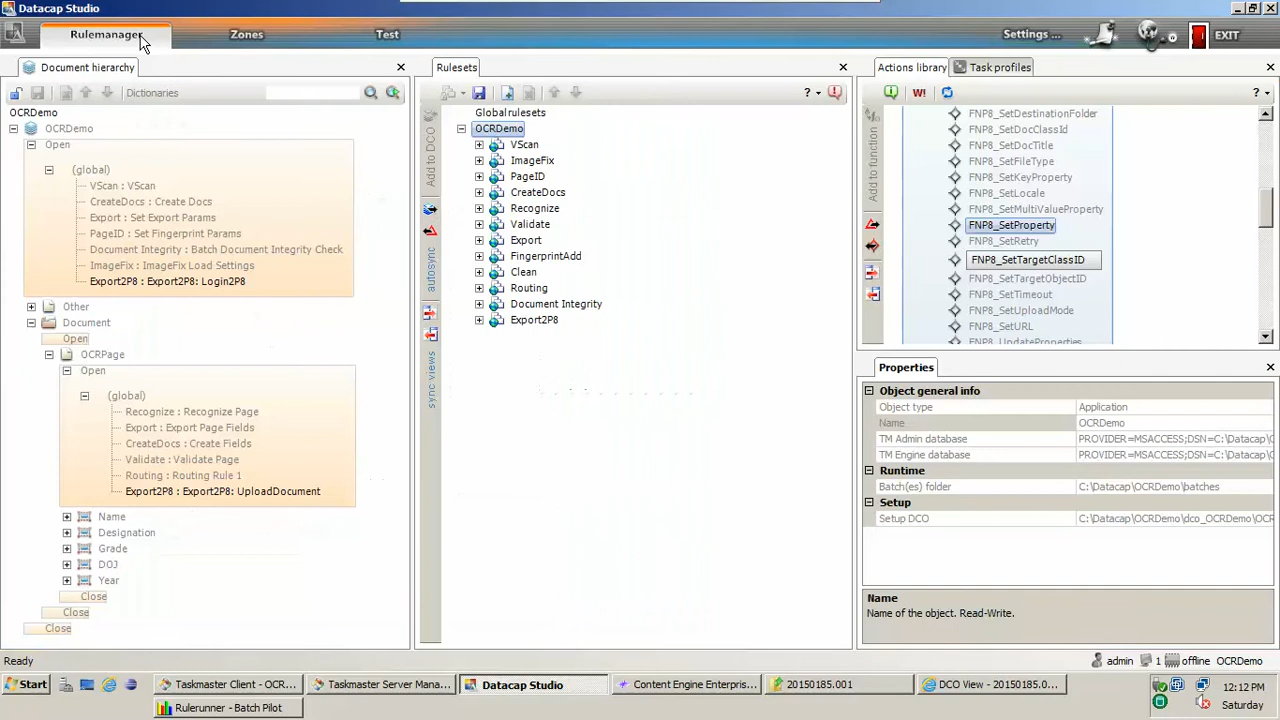 Datacap Studio
Rulemanager
Zones
Test
Settings ...
EXIT
Document hierarchy
Dictionaries
OCRDemo
OCRDemo
Open
(global)
VScan : VScan
CreateDocs : Create Docs
Export : Set Export Params
PageID : Set Fingerprint Params
Document Integrity : Batch Document Integrity Check
ImageFix : ImageFix Load Settings
Export2P8 : Export2P8: Login2P8
Other
Document
Open
OCRPage
Open
(global)
Recognize : Recognize Page
Export : Export Page Fields
CreateDocs : Create Fields
Validate : Validate Page
Routing : Routing Rule 1
Export2P8 : Export2P8: UploadDocument
Name
Designation
Grade
DOJ
Year
Close
Close
Close
Rulesets
?
Add to DCO
autosync
sync views
Globalrulesets
OCRDemo
VScan
ImageFix
PageID
CreateDocs
Recognize
Validate
Export
FingerprintAdd
Clean
Routing
Document Integrity
Export2P8
Actions library
Task profiles
W!
?
Add to function
FNP8_SetDestinationFolder
FNP8_SetDocClassId
FNP8_SetDocTitle
FNP8_SetFileType
FNP8_SetKeyProperty
FNP8_SetLocale
FNP8_SetMultiValueProperty
FNP8_SetProperty
FNP8_SetRetry
FNP8_SetTargetClassID
FNP8_SetTargetObjectID
FNP8_SetTimeout
FNP8_SetUploadMode
FNP8_SetURL
FNP8_UpdateProperties
Properties
Object general info
Object type Application
Name OCRDemo
TM Admin database PROVIDER=MSACCESS;DSN=C:\Datacap\
TM Engine database PROVIDER=MSACCESS;DSN=C:\Datacap\
Runtime
Batch(es) folder C:\Datacap\OCRDemo\batches
Setup
Setup DCO C:\Datacap\OCRDemo\dco_OCRDemo\OCR
Name
Name of the object. Read-Write.
Ready
admin 1 offline OCRDemo
Start
Taskmaster Client - OCR...
Taskmaster Server Mana...
Datacap Studio
Content Engine Enterpris...
20150185.001
DCO View - 20150185.0...
Rulerunner - Batch Pilot
12:12 PM
Saturday